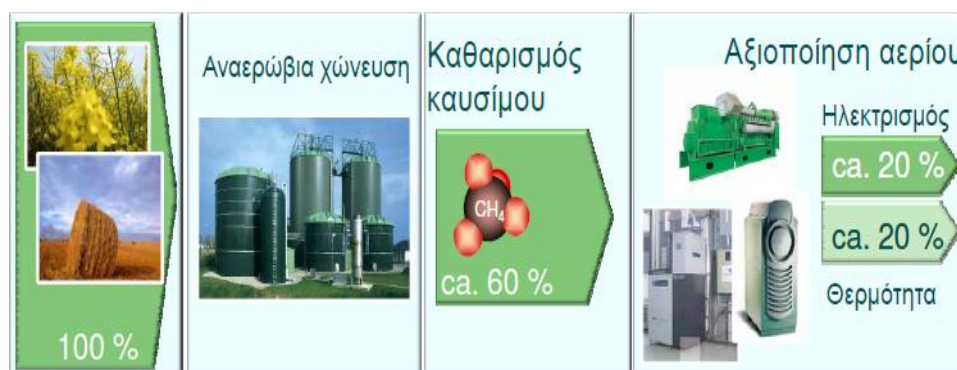 100 %
Αναερώβια χώνευση
Καθαρισμός
καυσίμου
CH4
ca. 60 %
Αξιοποίηση αερίου
Ηλεκτρισμός
ca. 20 %
ca. 20 %
Θερμότητα